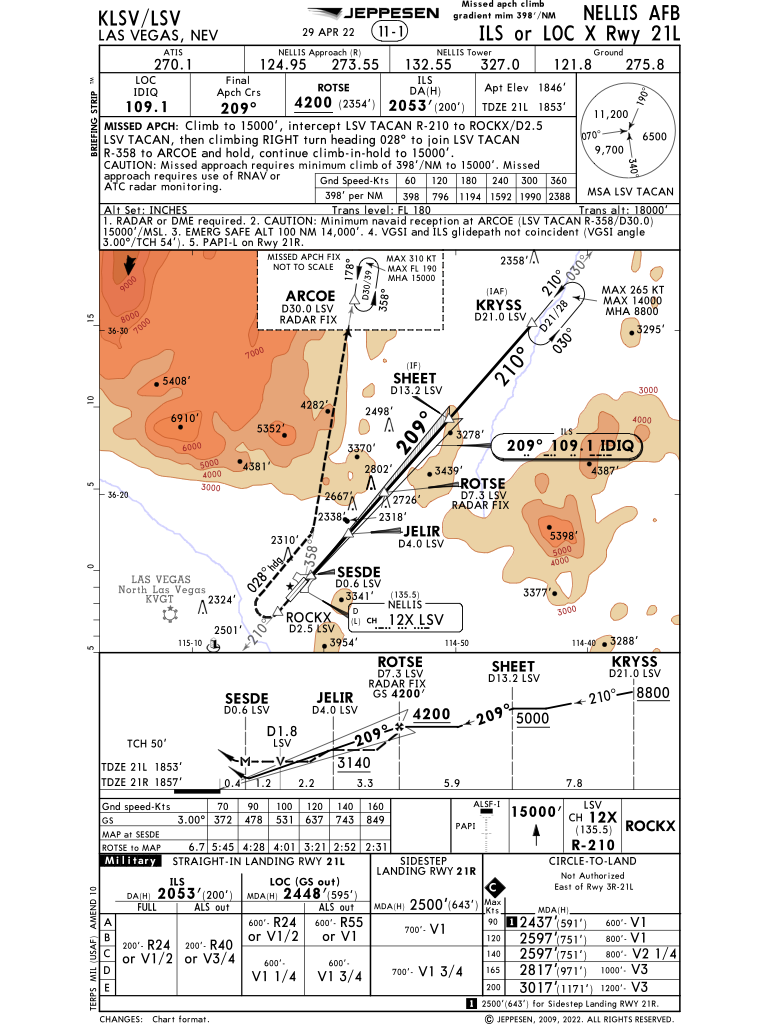 KLSV/LSV
LAS VEGAS, NEV
JEPPESEN
29 APR 22
11-1
Missed apch climb
gradient mim 398'/NM
NELLIS AFB
ILS or LOC X Rwy 21L
ATIS
270.1
NELLIS Approach (R)
124.95 273.55
NELLIS Tower
132.55 327.0
Ground
121.8 275.8
BRIEFING STRIP TM
LOC
IDIQ
109.1
Final
Apch Crs
209°
ROTSE
4200 (2354')
ILS
DA(H)
2053' (200')
Apt Elev 1846'
TDZE 21L 1853'
MISSED APCH: Climb to 15000', intercept LSV TACAN R-210 to ROCKX/D2.5
LSV TACAN, then climbing RIGHT turn heading 028° to join LSV TACAN
R-358 to ARCOE and hold, continue climb-in-hold to 15000'.
CAUTION: Missed approach requires minimum climb of 398'/NM to 15000'. Missed
approach requires use of RNAV or
ATC radar monitoring.
Gnd Speed-Kts 60 120 180 240 300 360
398' per NM 398 796 1194 1592 1990 2388
190°
11,200
070°
6500
9,700
340°
MSA LSV TACAN
Alt Set: INCHES Trans level: FL 180 Trans alt: 18000'
1. RADAR or DME required. 2. CAUTION: Minimum navaid reception at ARCOE (LSV TACAN R-358/D30.0)
15000'/MSL. 3. EMERG SAFE ALT 100 NM 14,000'. 4. VGSI and ILS glidepath not coincident (VGSI angle
3.00°/TCH 54'). 5. PAPI-L on Rwy 21R.
MISSED APCH FIX
NOT TO SCALE
178°
D30/39
358°
MAX 310 KT
MAX FL 190
MHA 15000
ARCOE
D30.0 LSV
RADAR FIX
2358'
030°
210°
(IAF)
KRYSS
D21.0 LSV
D21/28
030°
MAX 265 KT
MAX 14000
MHA 8800
3295'
9000
8000
7000
7000
15
36-30
210°
(IF)
SHEET
D13.2 LSV
3000
4000
5408'
6910'
5352'
4282'
2498'
209°
3278'
6000
5000
4000
3000
4381'
3370'
ILS
209° 109.1 IDIQ
10
2802'
3439'
4387'
3000
ROTSE
D7.3 LSV
RADAR FIX
5
36-20
2667'
2726'
2338'
2318'
JELIR
D4.0 LSV
5398'
5000
4000
2310'
358°
028° hdg
0
SESDE
D0.6 LSV
LAS VEGAS
North Las Vegas
KVGT
2324'
3341'
(135.5)
NELLIS
D
(L) CH 12X LSV
3377'
3000
ROCKX
D2.5 LSV
210°
2501'
3954'
3288'
5
115-10
114-50
114-40
ROTSE
D7.3 LSV
RADAR FIX
GS 4200'
SHEET
D13.2 LSV
KRYSS
D21.0 LSV
SESDE
D0.6 LSV
JELIR
D4.0 LSV
D1.8
LSV
210°
8800
5000
209°
4200
209°
3140
TCH 50'
M
V
TDZE 21L 1853'
TDZE 21R 1857'
0.4 1.2 2.2 3.3 5.9 7.8
Gnd speed-Kts 70 90 100 120 140 160
GS 3.00° 372 478 531 637 743 849
MAP at SESDE
ROTSE to MAP 6.7 5:45 4:28 4:01 3:21 2:52 2:31
ALSF-I
PAPI
15000'
LSV
CH 12X
(135.5)
R-210
ROCKX
Military STRAIGHT-IN LANDING RWY 21L
SIDESTEP
LANDING RWY 21R
CIRCLE-TO-LAND
ILS
DA(H) 2053' (200')
LOC (GS out)
MDA(H) 2448' (595')
MDA(H) 2500' (643')
Not Authorized
East of Rwy 3R-21L
C
FULL ALS out ALS out
Max
Kts
MDA(H)
A
B
C
D
E
200'- R24
or V1/2
200'- R40
or V3/4
600'- R24
or V1/2
600'- R55
or V1
600'-
V1 1/4
600'-
V1 3/4
700'- V1
700'- V1 3/4
90 1 2437' (591') 600'- V1
120 2597' (751') 800'- V1
140 2597' (751') 800'- V2 1/4
165 2817' (971') 1000'- V3
200 3017' (1171') 1200'- V3
1 2500' (643') for Sidestep Landing RWY 21R.
TERPS MIL (USAF) AMEND 10
CHANGES: Chart format.
© JEPPESEN, 2009, 2022. ALL RIGHTS RESERVED.